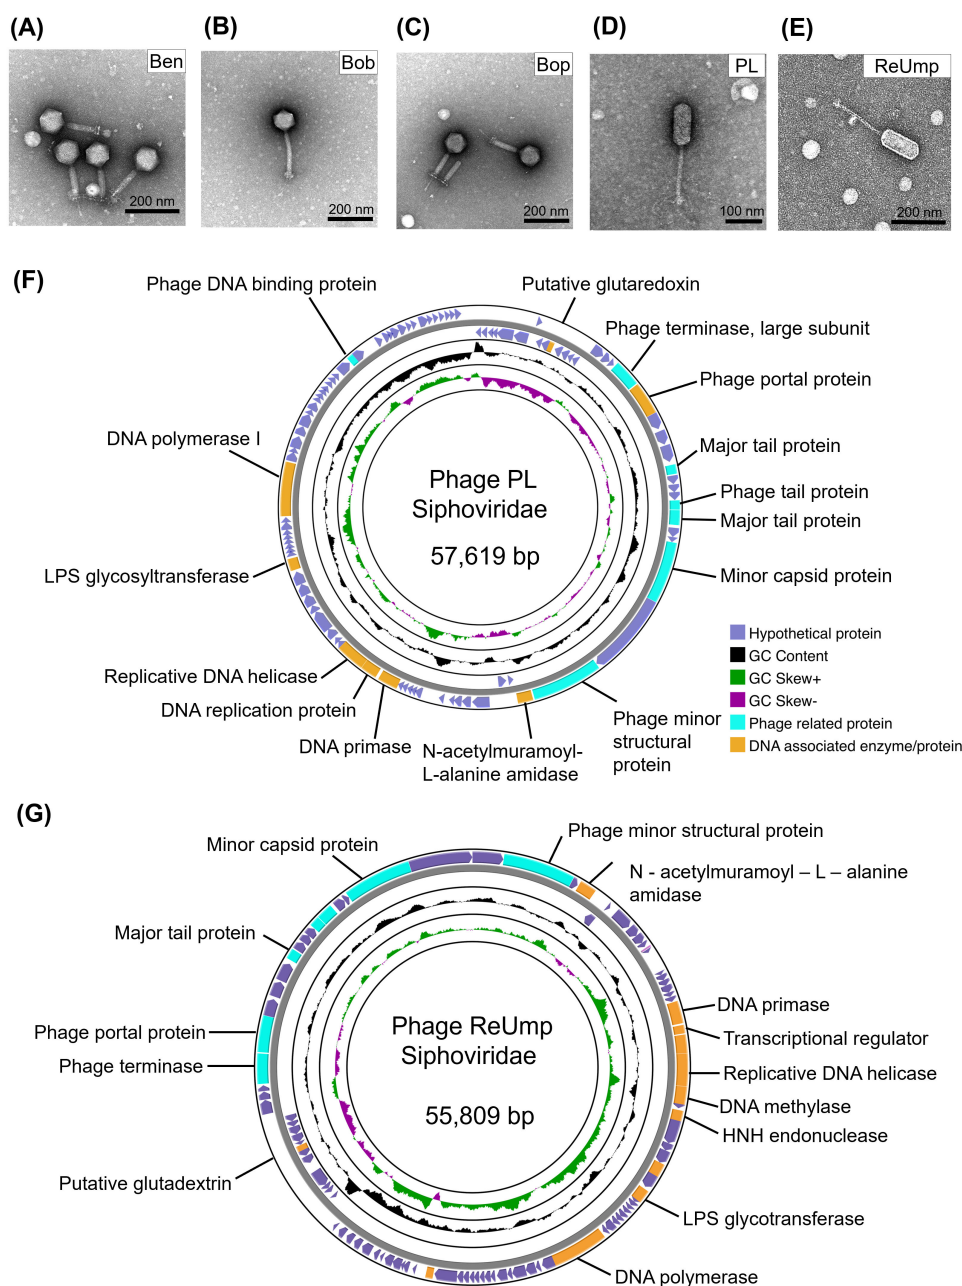 (A)
Ben
200 nm
(B)
Bob
200 nm
(C)
Bop
200 nm
(D)
PL
100 nm
(E)
ReUmp
200 nm
(F)
Phage DNA binding protein
Putative glutaredoxin
Phage terminase, large subunit
Phage portal protein
Major tail protein
Phage tail protein
Major tail protein
Minor capsid protein
DNA polymerase I
LPS glycosyltransferase
Replicative DNA helicase
DNA replication protein
DNA primase
N-acetylmuramoyl-
L-alanine amidase
Phage minor
structural
protein
Phage PL
Siphoviridae
57,619 bp
Hypothetical protein
GC Content
GC Skew+
GC Skew-
Phage related protein
DNA associated enzyme/protein
(G)
Minor capsid protein
Phage minor structural protein
N - acetylmuramoyl – L – alanine
amidase
Major tail protein
Phage portal protein
Phage terminase
Putative glutadextrin
DNA primase
Transcriptional regulator
Replicative DNA helicase
DNA methylase
HNH endonuclease
LPS glycotransferase
DNA polymerase
Phage ReUmp
Siphoviridae
55,809 bp